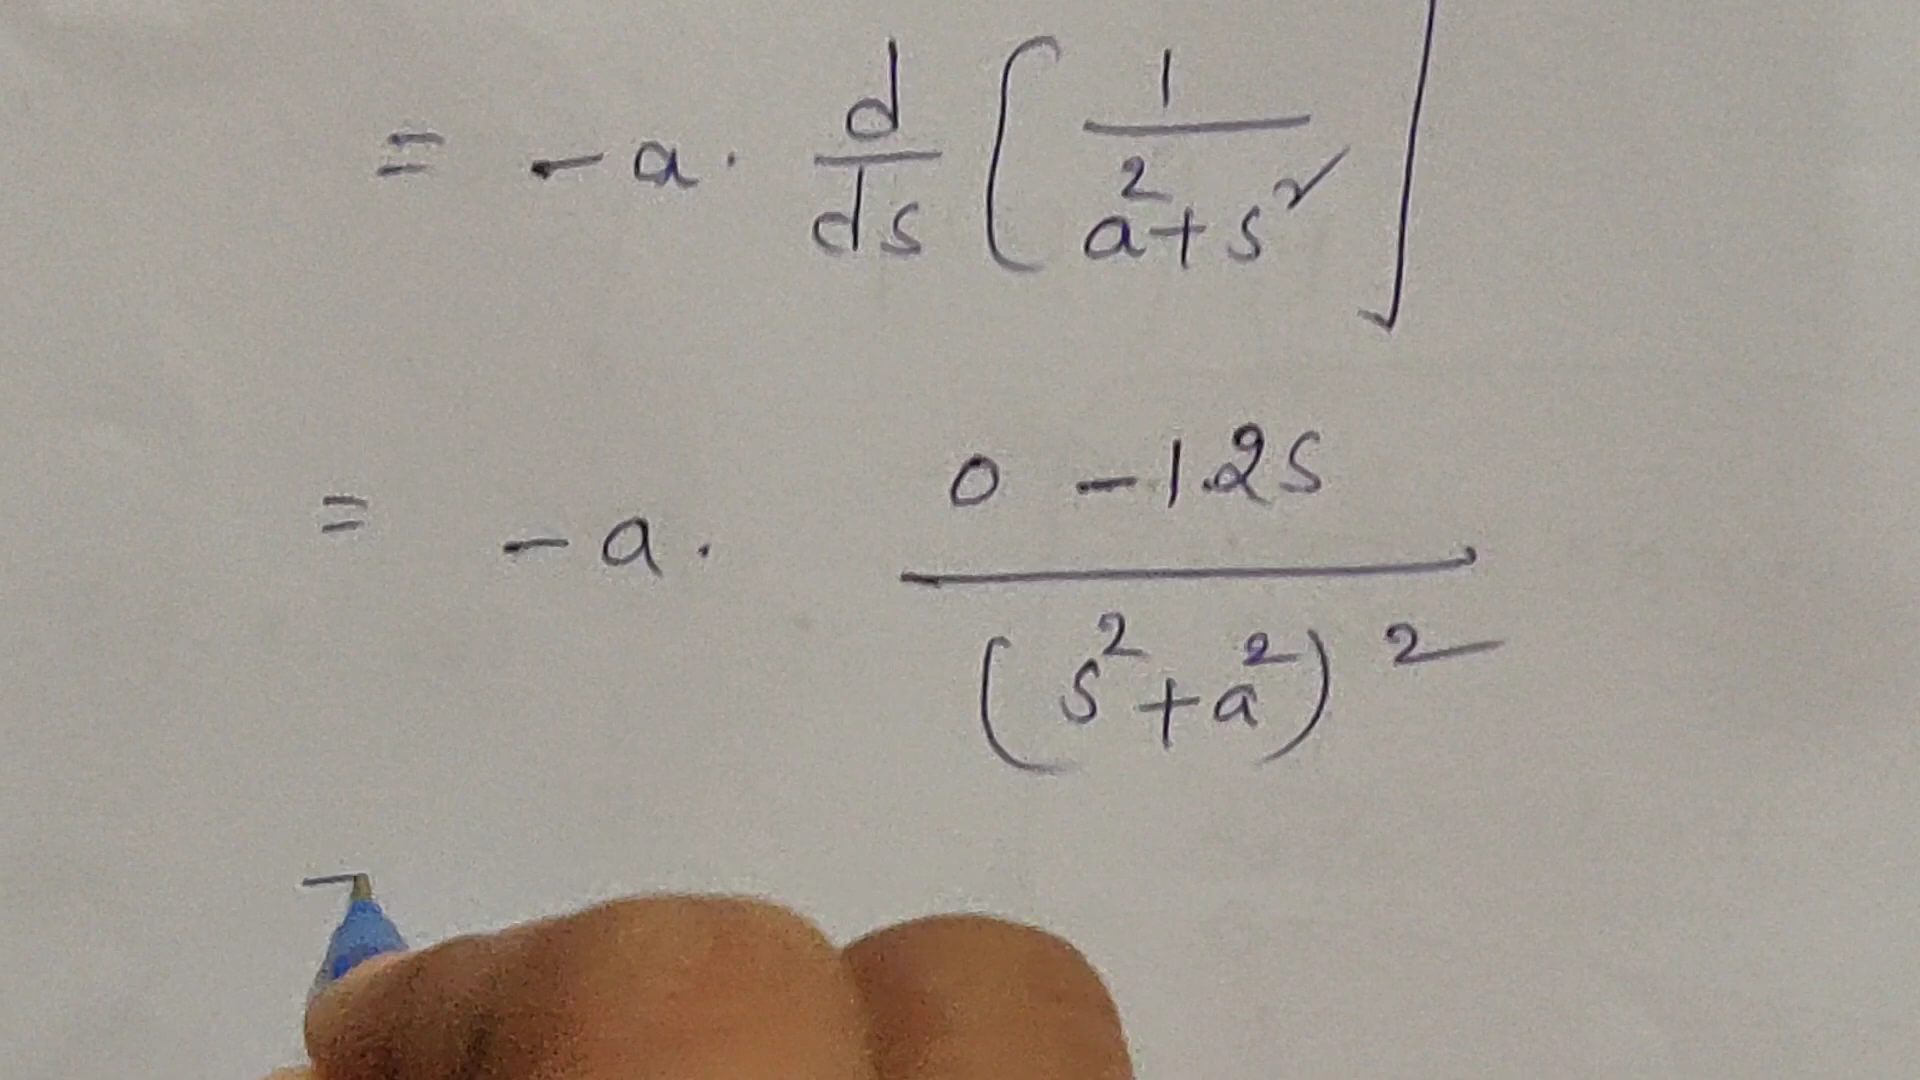 = - a . d/ds [ 1/(a²+s²) ]
= - a . (0 - 1.2s)/(s²+a²)²